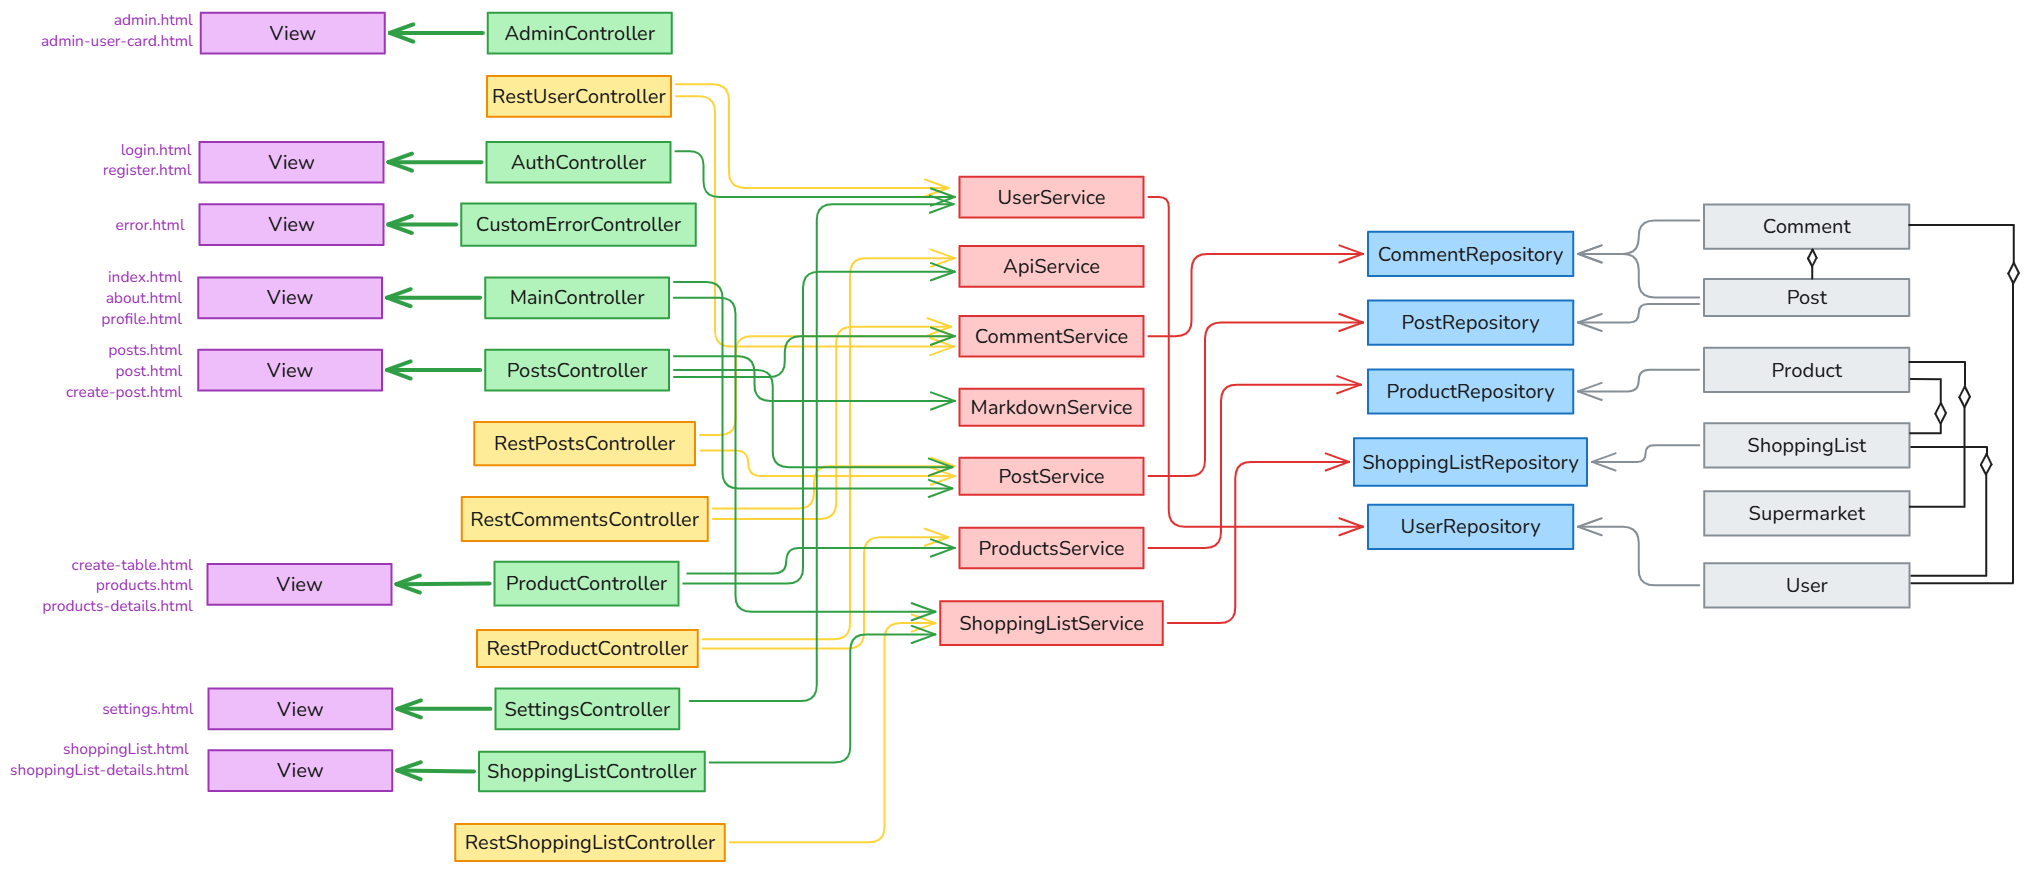 admin.html
admin-user-card.html
View
AdminController
RestUserController
login.html
register.html
View
AuthController
error.html
View
CustomErrorController
index.html
about.html
profile.html
View
MainController
posts.html
post.html
create-post.html
View
PostsController
RestPostsController
RestCommentsController
create-table.html
products.html
products-details.html
View
ProductController
RestProductController
settings.html
View
SettingsController
shoppingList.html
shoppingList-details.html
View
ShoppingListController
RestShoppingListController
UserService
ApiService
CommentService
MarkdownService
PostService
ProductsService
ShoppingListService
CommentRepository
PostRepository
ProductRepository
ShoppingListRepository
UserRepository
Comment
Post
Product
ShoppingList
Supermarket
User